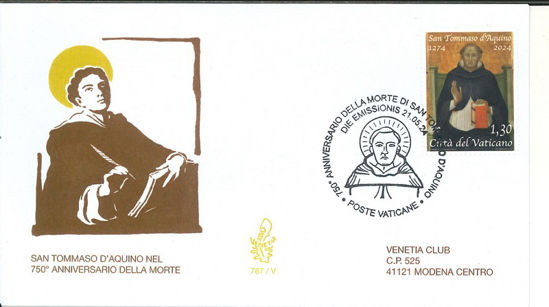 San Tommaso d'Aquino
1274 2024
1,30
Città del Vaticano
750° ANNIVERSARIO DELLA MORTE DI SAN TOMMASO D'AQUINO
DIE EMISSIONIS 21.05.24
• POSTE VATICANE •
SAN TOMMASO D'AQUINO NEL
750° ANNIVERSARIO DELLA MORTE
787/V
VENETIA CLUB
C.P. 525
41121 MODENA CENTRO